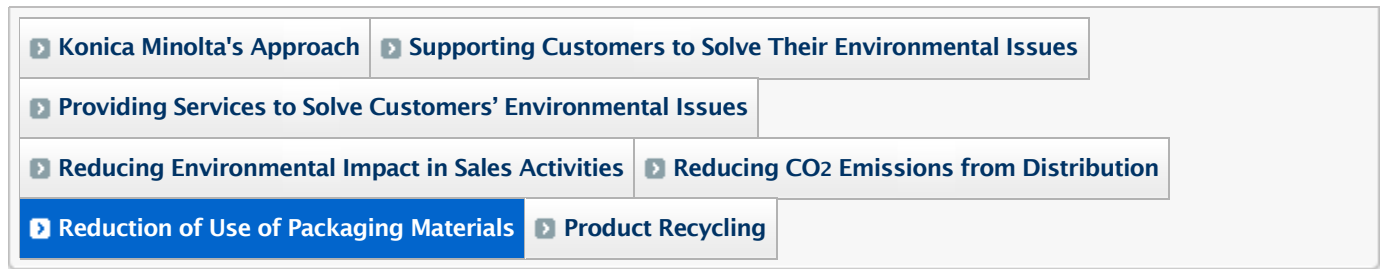 Konica Minolta's Approach Supporting Customers to Solve Their Environmental Issues
Providing Services to Solve Customers’ Environmental Issues
Reducing Environmental Impact in Sales Activities Reducing CO2 Emissions from Distribution
Reduction of Use of Packaging Materials Product Recycling